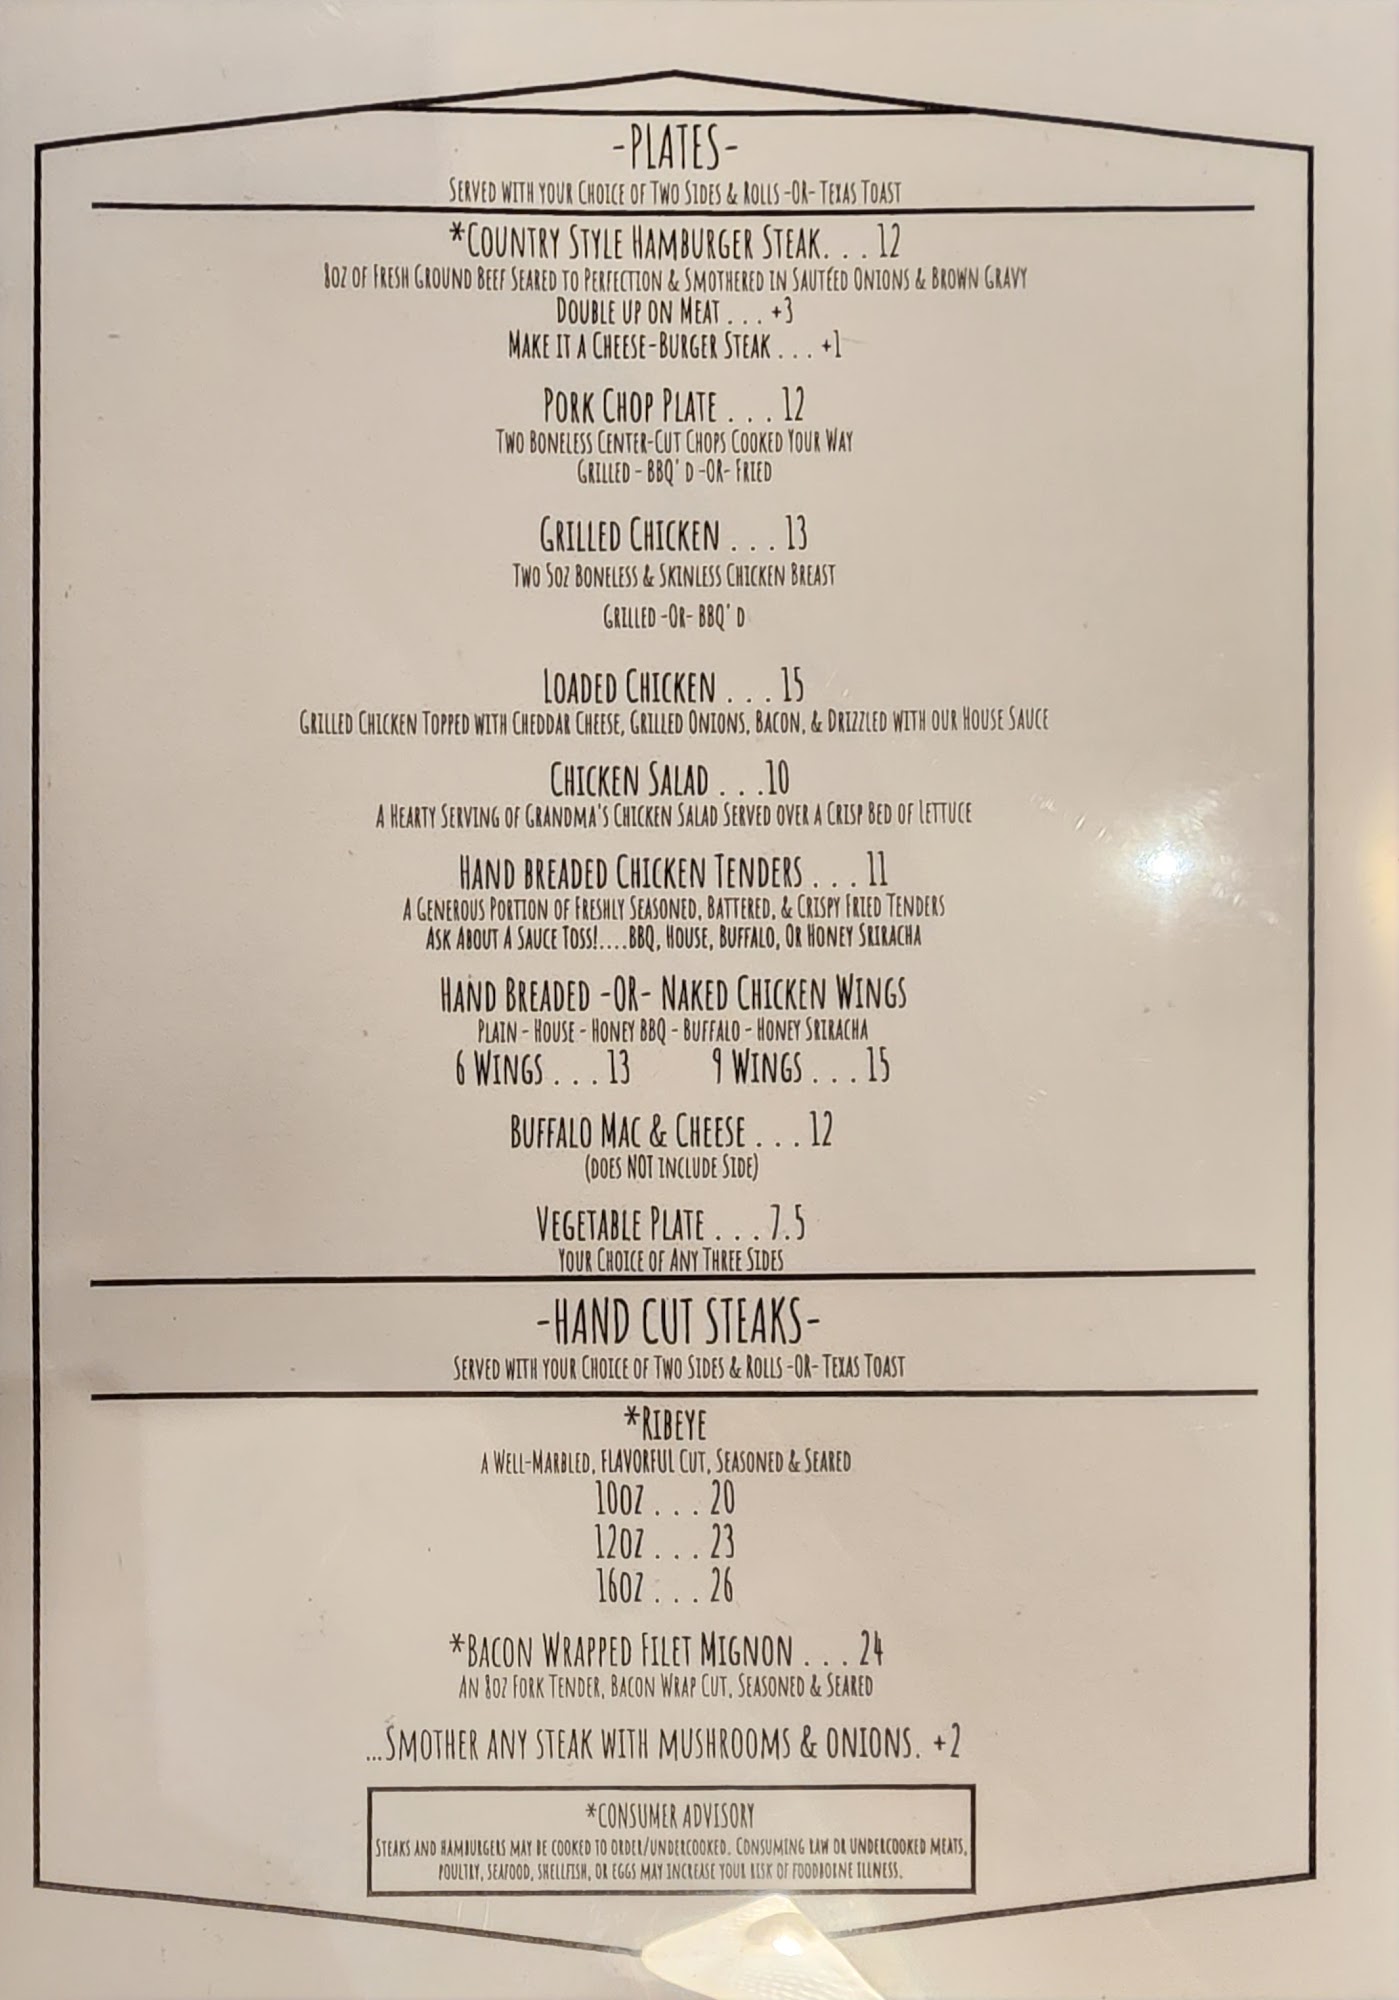 -PLATES-
SERVED WITH YOUR CHOICE OF TWO SIDES & ROLLS -OR- TEXAS TOAST
*COUNTRY STYLE HAMBURGER STEAK. . . 12
8OZ OF FRESH GROUND BEEF SEARED TO PERFECTION & SMOTHERED IN SAUTÉED ONIONS & BROWN GRAVY
DOUBLE UP ON MEAT . . . +3
MAKE IT A CHEESE-BURGER STEAK . . . +1
PORK CHOP PLATE . . . 12
TWO BONELESS CENTER-CUT CHOPS COOKED YOUR WAY
GRILLED - BBQ' D -OR- FRIED
GRILLED CHICKEN . . . 13
TWO 5OZ BONELESS & SKINLESS CHICKEN BREAST
GRILLED -OR- BBQ' D
LOADED CHICKEN . . . 15
GRILLED CHICKEN TOPPED WITH CHEDDAR CHEESE, GRILLED ONIONS, BACON, & DRIZZLED WITH OUR HOUSE SAUCE
CHICKEN SALAD . . .10
A HEARTY SERVING OF GRANDMA'S CHICKEN SALAD SERVED OVER A CRISP BED OF LETTUCE
HAND BREADED CHICKEN TENDERS . . . 11
A GENEROUS PORTION OF FRESHLY SEASONED, BATTERED, & CRISPY FRIED TENDERS
ASK ABOUT A SAUCE TOSS!....BBQ, HOUSE, BUFFALO, OR HONEY SRIRACHA
HAND BREADED -OR- NAKED CHICKEN WINGS
PLAIN - HOUSE - HONEY BBQ - BUFFALO - HONEY SRIRACHA
6 WINGS . . . 13 9 WINGS . . . 15
BUFFALO MAC & CHEESE . . . 12
(DOES NOT INCLUDE SIDE)
VEGETABLE PLATE . . . 7.5
YOUR CHOICE OF ANY THREE SIDES
-HAND CUT STEAKS-
SERVED WITH YOUR CHOICE OF TWO SIDES & ROLLS -OR- TEXAS TOAST
*RIBEYE
A WELL-MARBLED, FLAVORFUL CUT, SEASONED & SEARED
10OZ . . . 20
12OZ . . . 23
16OZ . . . 26
*BACON WRAPPED FILET MIGNON . . . 24
AN 8OZ FORK TENDER, BACON WRAP CUT, SEASONED & SEARED
...SMOTHER ANY STEAK WITH MUSHROOMS & ONIONS. +2
*CONSUMER ADVISORY
STEAKS AND HAMBURGERS MAY BE COOKED TO ORDER/UNDERCOOKED. CONSUMING RAW OR UNDERCOOKED MEATS,
POULTRY, SEAFOOD, SHELLFISH, OR EGGS MAY INCREASE YOUR RISK OF FOODBORNE ILLNESS.